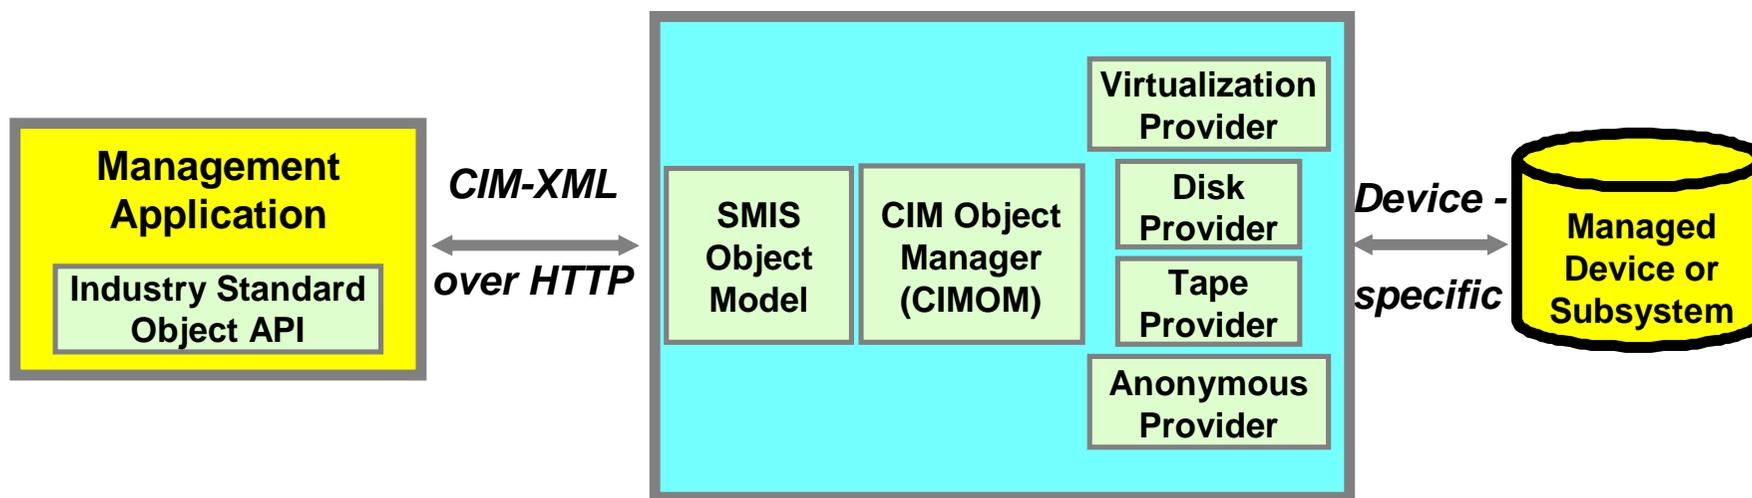 Management
Application
Industry Standard
Object API
CIM-XML
over HTTP
SMIS
Object
Model
CIM Object
Manager
(CIMOM)
Virtualization
Provider
Disk
Provider
Tape
Provider
Anonymous
Provider
Device -
specific
Managed
Device or
Subsystem